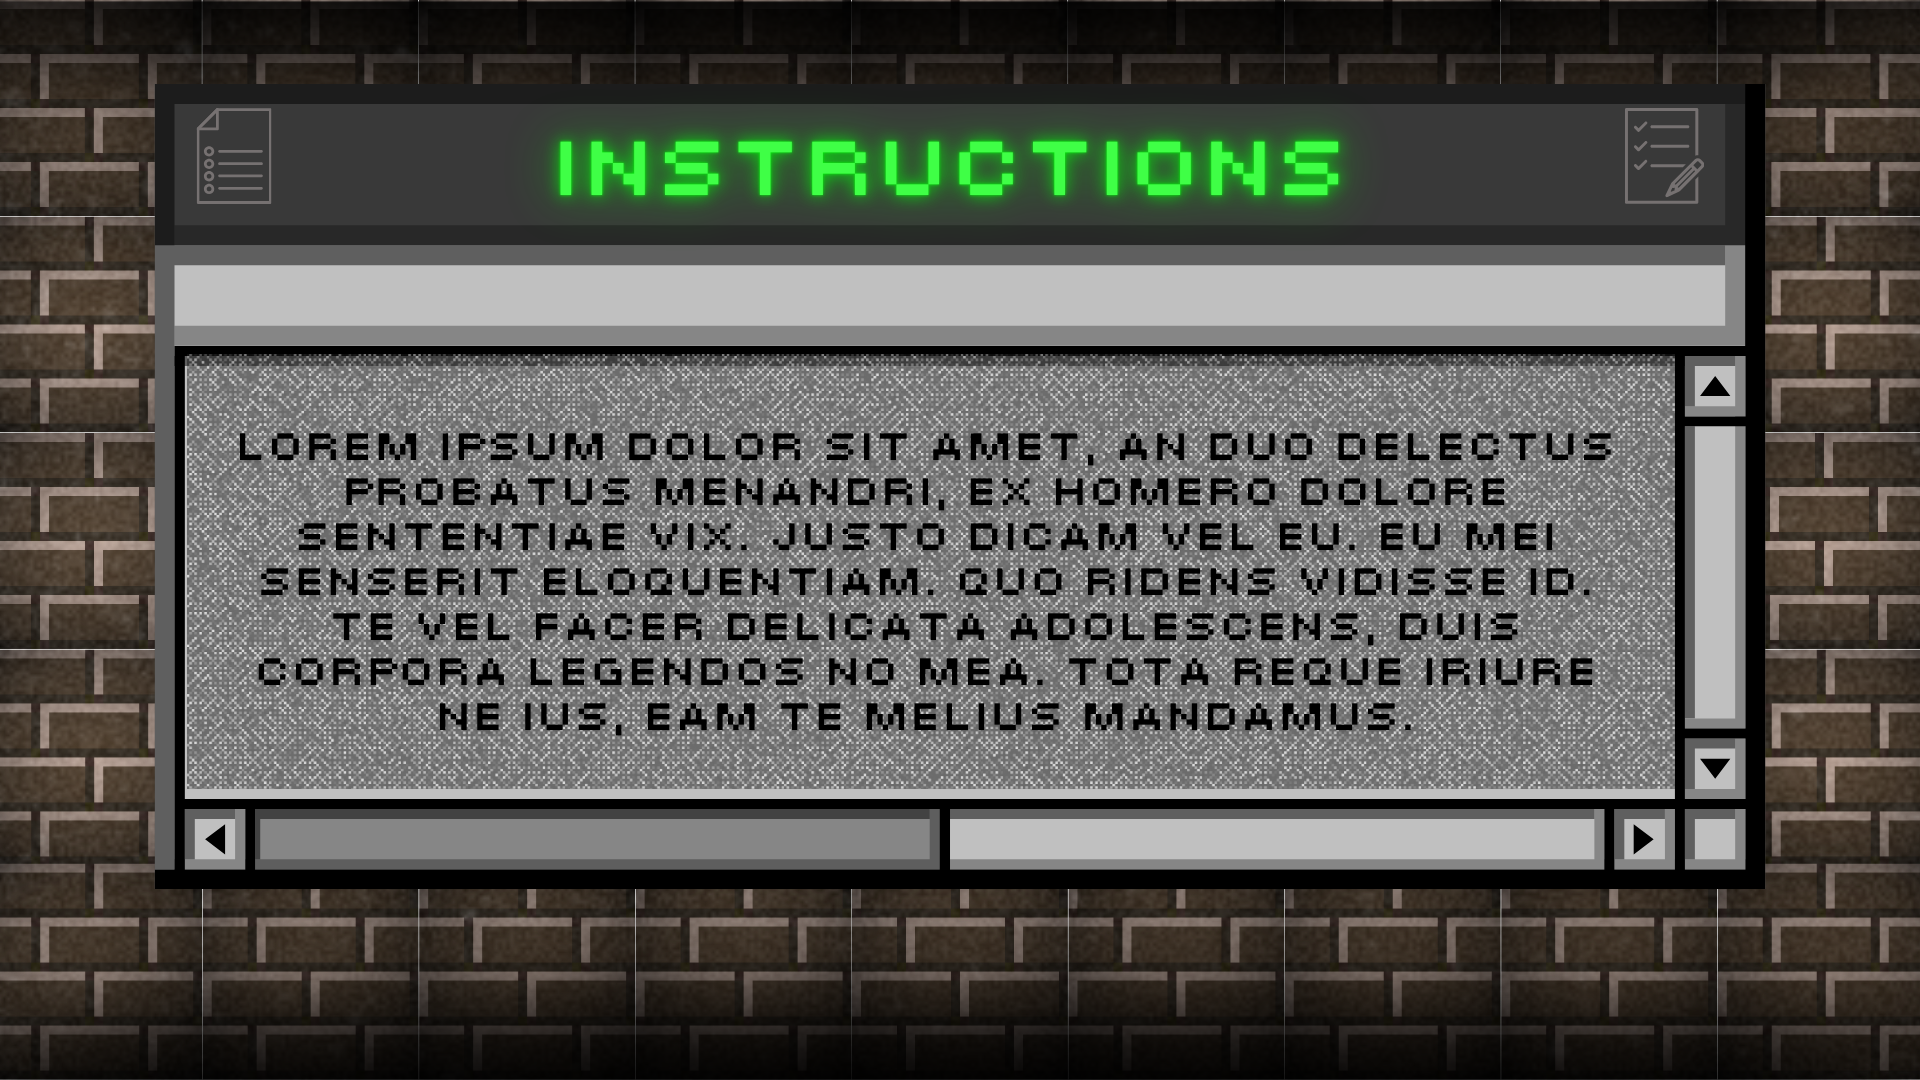 INSTRUCTIONS
LOREM IPSUM DOLOR SIT AMET, AN DUO DELECTUS
PROBATUS MENANDRI, EX HOMERO DOLORE
SENTENTIAE VIX. JUSTO DICAM VEL EU. EU MEI
SENSERIT ELOQUENTIAM. QUO RIDENS VIDISSE ID.
TE VEL FACER DELICATA ADOLESCENS, DUIS
CORPORA LEGENDOS NO MEA. TOTA REQUE IRIURE
NE IUS, EAM TE MELIUS MANDAMUS.